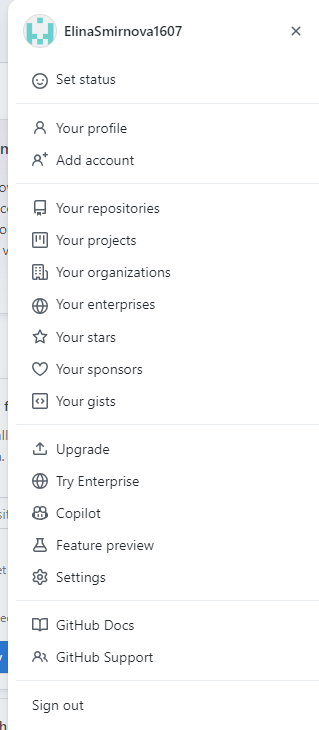 ElinaSmirnova1607
Set status
Your profile
Add account
Your repositories
Your projects
Your organizations
Your enterprises
Your stars
Your sponsors
Your gists
Upgrade
Try Enterprise
Copilot
Feature preview
Settings
GitHub Docs
GitHub Support
Sign out